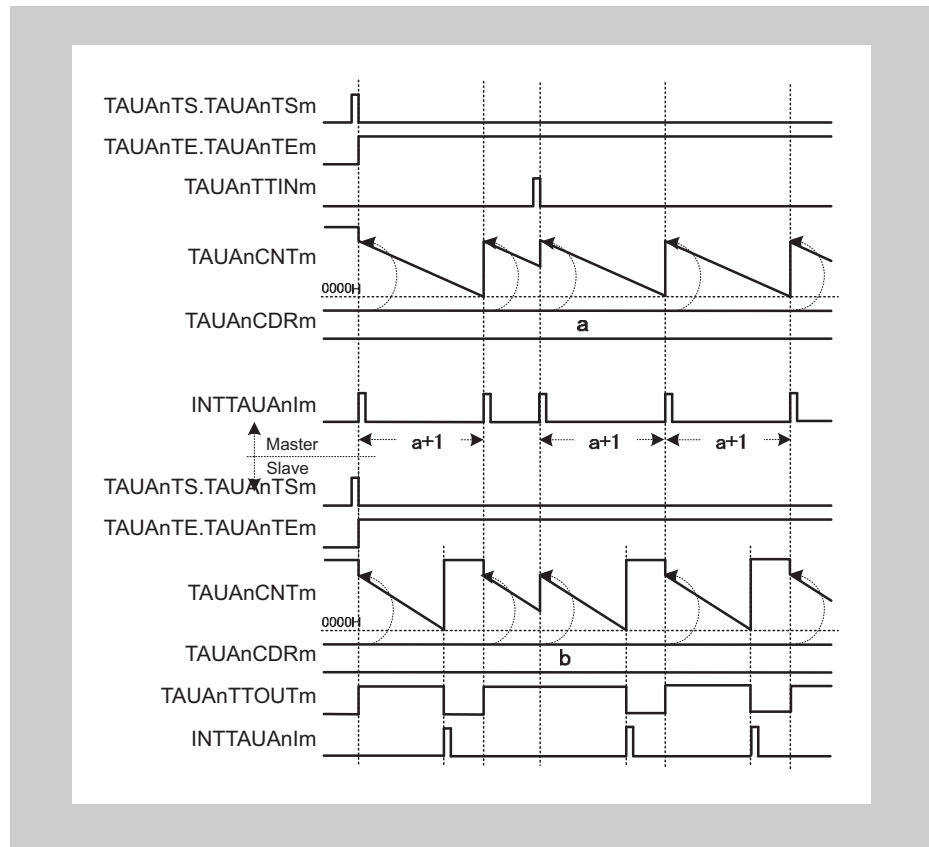 TAUAnTS.TAUAnTSm
TAUAnTE.TAUAnTEm
TAUAnTTINm
TAUAnCNTm
0000H
TAUAnCDRm
a
INTTAUAnIm
Master
a+1
a+1
a+1
Slave
TAUAnTS.TAUAnTSm
TAUAnTE.TAUAnTEm
TAUAnCNTm
0000H
TAUAnCDRm
b
TAUAnTTOUTm
INTTAUAnIm